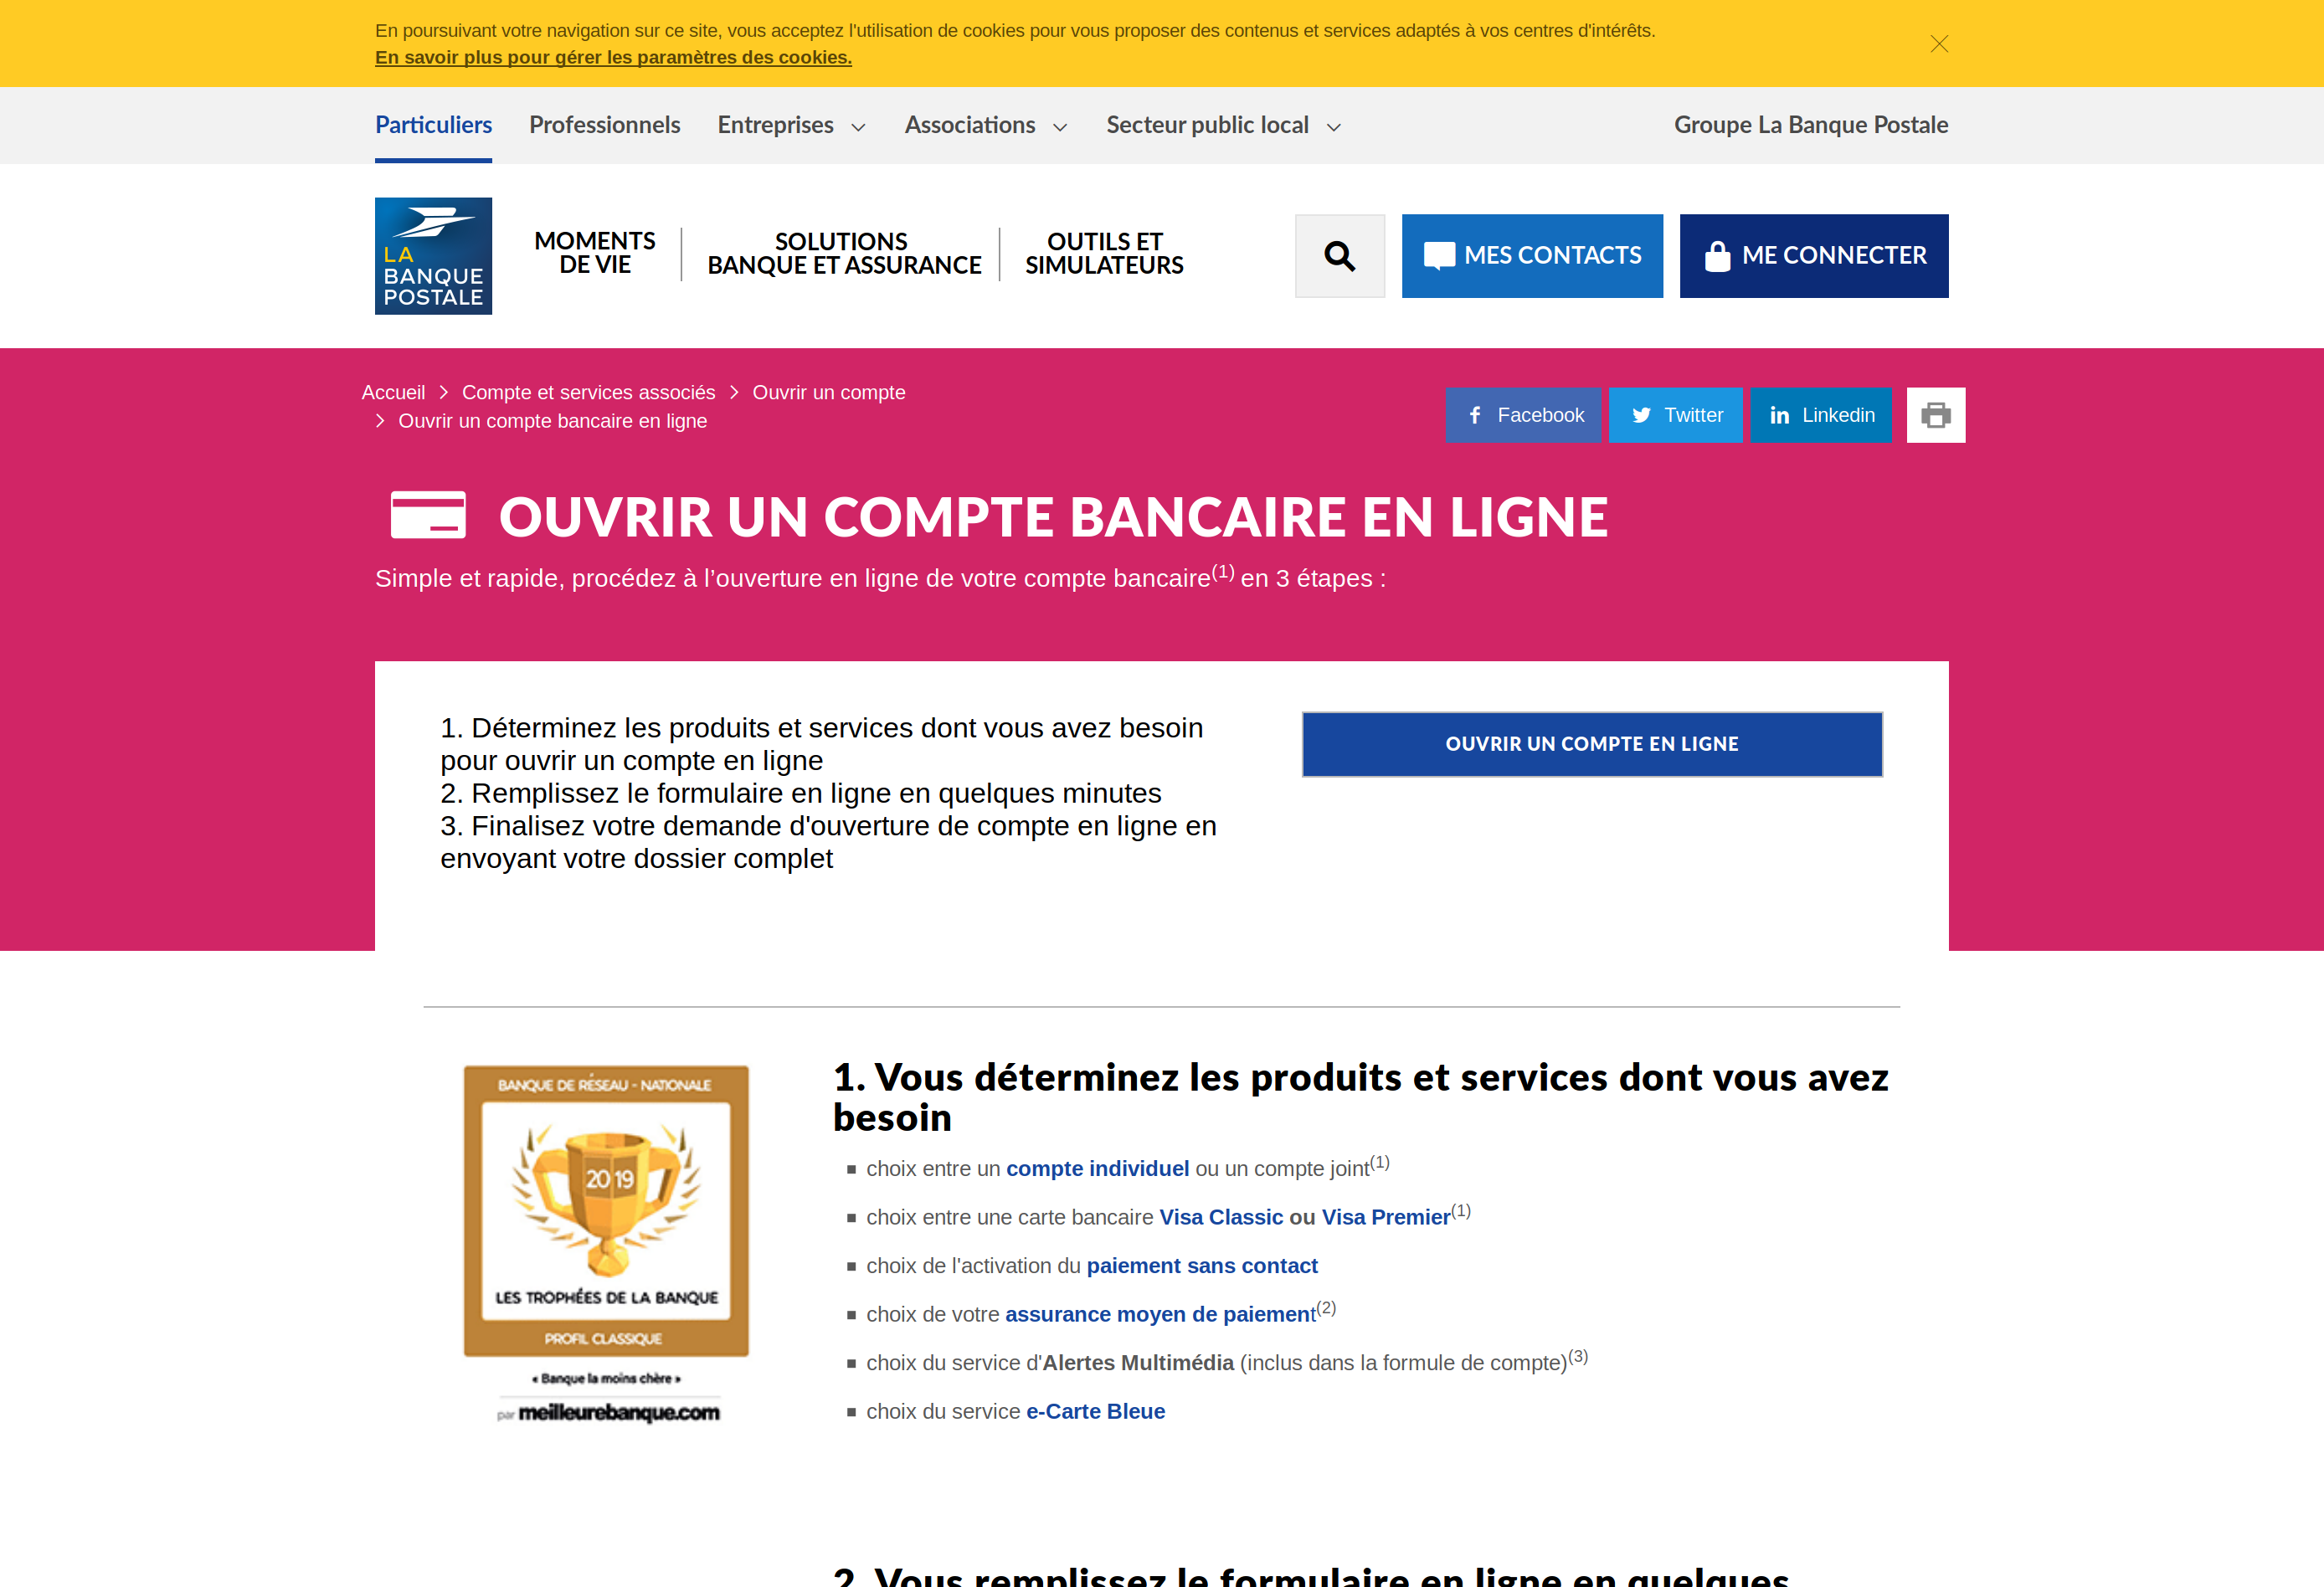 En poursuivant votre navigation sur ce site, vous acceptez l'utilisation de cookies pour vous proposer des contenus et services adaptés à vos centres d'intérêts.
En savoir plus pour gérer les paramètres des cookies.
Particuliers Professionnels Entreprises Associations Secteur public local Groupe La Banque Postale
LA
BANQUE
POSTALE
MOMENTS
DE VIE
SOLUTIONS
BANQUE ET ASSURANCE
OUTILS ET
SIMULATEURS
MES CONTACTS
ME CONNECTER
Accueil Compte et services associés Ouvrir un compte
Ouvrir un compte bancaire en ligne
Facebook Twitter Linkedin
OUVRIR UN COMPTE BANCAIRE EN LIGNE
Simple et rapide, procédez à l’ouverture en ligne de votre compte bancaire(1) en 3 étapes :
1. Déterminez les produits et services dont vous avez besoin
pour ouvrir un compte en ligne
2. Remplissez le formulaire en ligne en quelques minutes
3. Finalisez votre demande d'ouverture de compte en ligne en
envoyant votre dossier complet
OUVRIR UN COMPTE EN LIGNE
BANQUE DE RÉSEAU - NATIONALE
2019
LES TROPHÉES DE LA BANQUE
PROFIL CLASSIQUE
« Banque la moins chère »
par meilleurebanque.com
1. Vous déterminez les produits et services dont vous avez
besoin
choix entre un compte individuel ou un compte joint(1)
choix entre une carte bancaire Visa Classic ou Visa Premier(1)
choix de l'activation du paiement sans contact
choix de votre assurance moyen de paiement(2)
choix du service d'Alertes Multimédia (inclus dans la formule de compte)(3)
choix du service e-Carte Bleue
2. Vous remplissez le formulaire en ligne en quelques